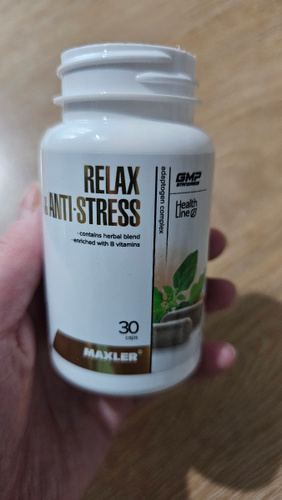 RELAX
& ANTI-STRESS
•contains herbal blend
•enriched with B vitamins
30
caps
MAXLER®
adaptogen complex
GMP
Health
Line